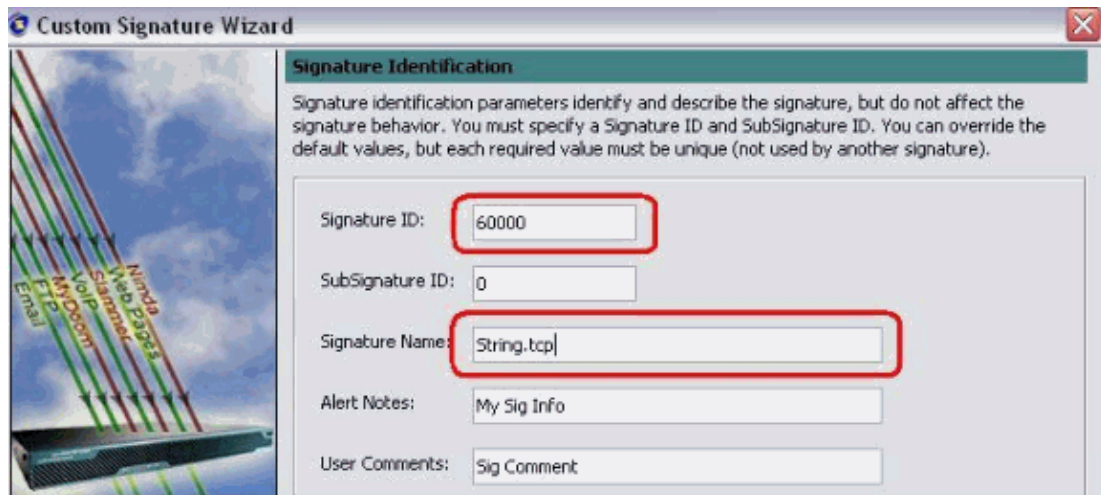 Custom Signature Wizard
Signature Identification
Signature identification parameters identify and describe the signature, but do not affect the
signature behavior. You must specify a Signature ID and SubSignature ID. You can override the
default values, but each required value must be unique (not used by another signature).
Signature ID: 60000
SubSignature ID: 0
Signature Name: String.tcp
Alert Notes: My Sig Info
User Comments: Sig Comment
Nimda
Web Pages
Slammer
VoIP
MyDoom
FTP
Email